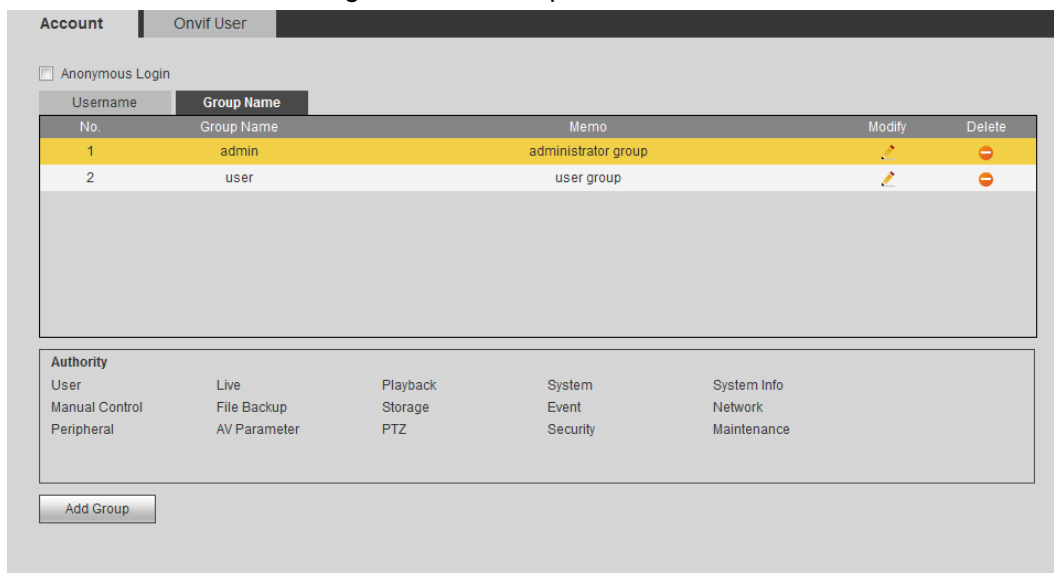 Account Onvif User
Anonymous Login
Username Group Name
No. Group Name Memo Modify Delete
1 admin administrator group
2 user user group
Authority
User Live Playback System System Info
Manual Control File Backup Storage Event Network
Peripheral AV Parameter PTZ Security Maintenance
Add Group